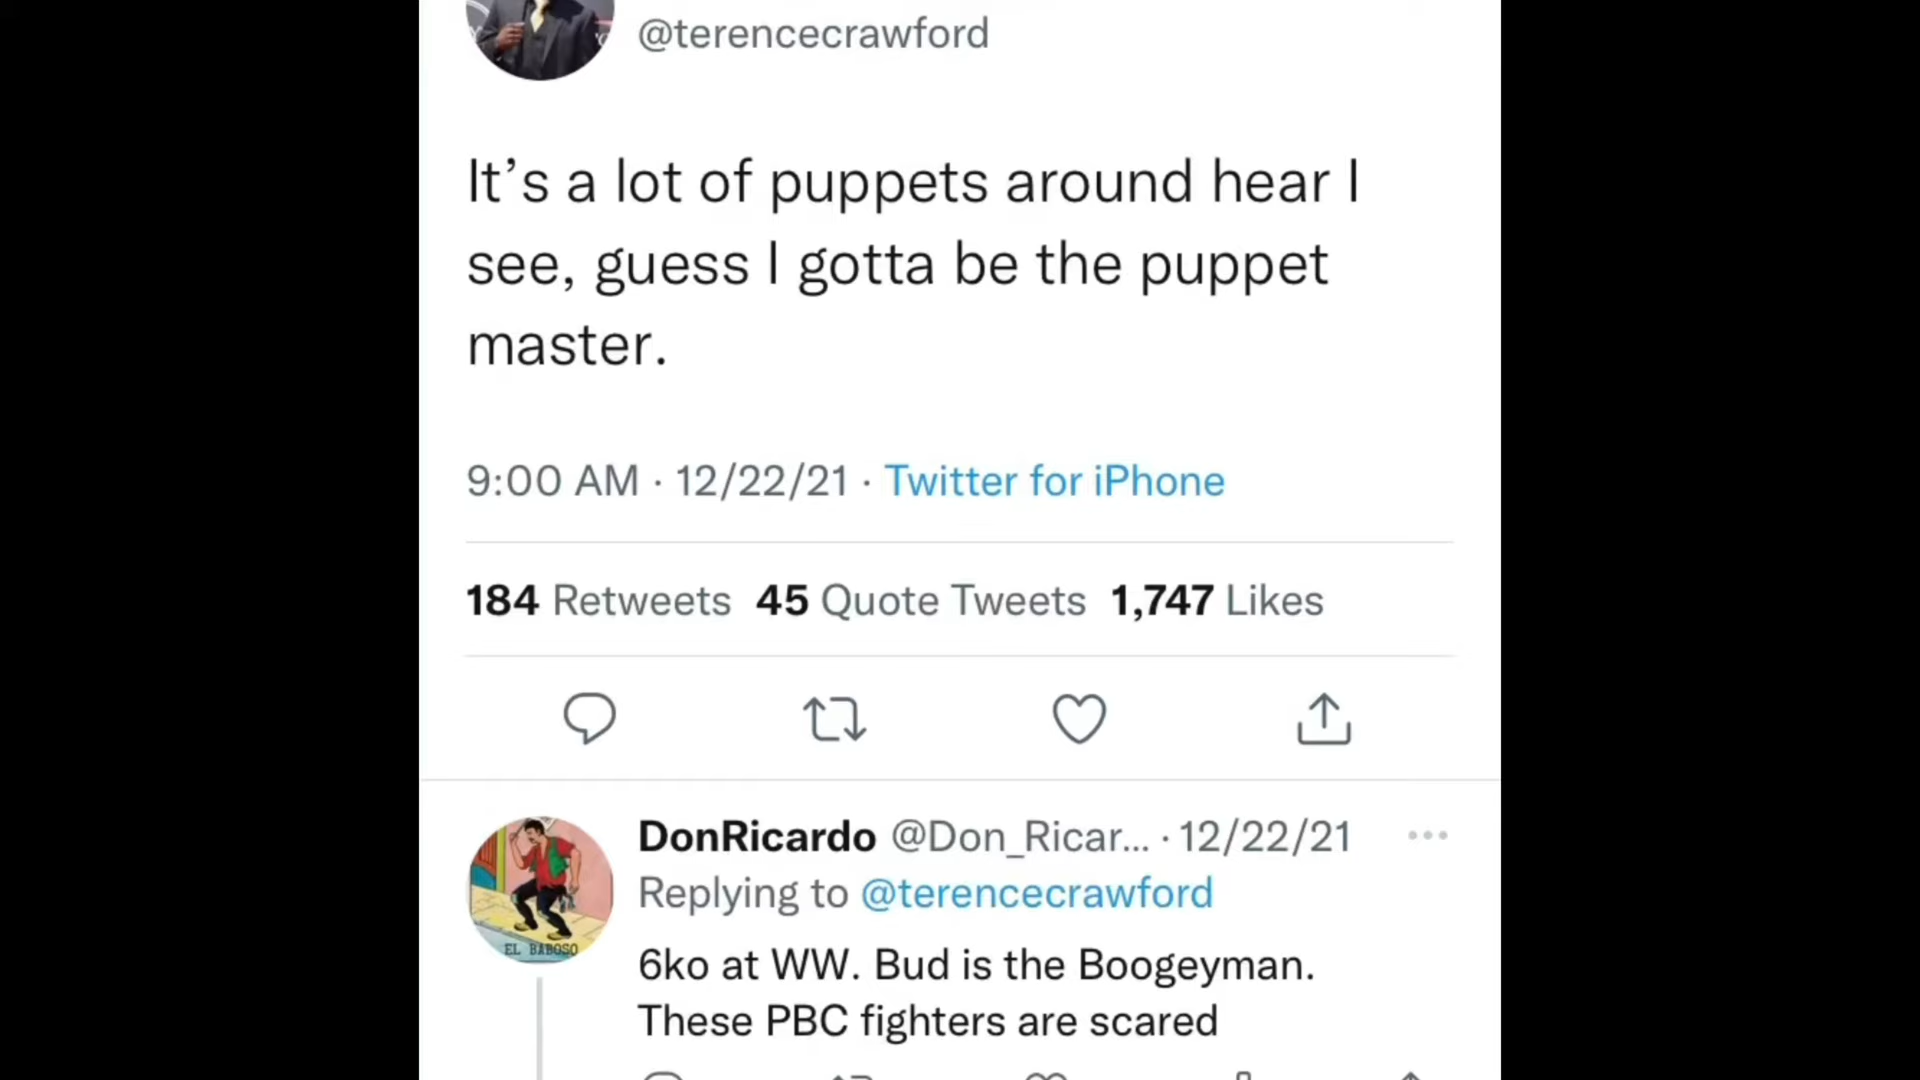 @terencecrawford
It’s a lot of puppets around hear I
see, guess I gotta be the puppet
master.
9:00 AM · 12/22/21 · Twitter for iPhone
184 Retweets 45 Quote Tweets 1,747 Likes
DonRicardo @Don_Ricar... · 12/22/21
Replying to @terencecrawford
EL BABOSO
6ko at WW. Bud is the Boogeyman.
These PBC fighters are scared